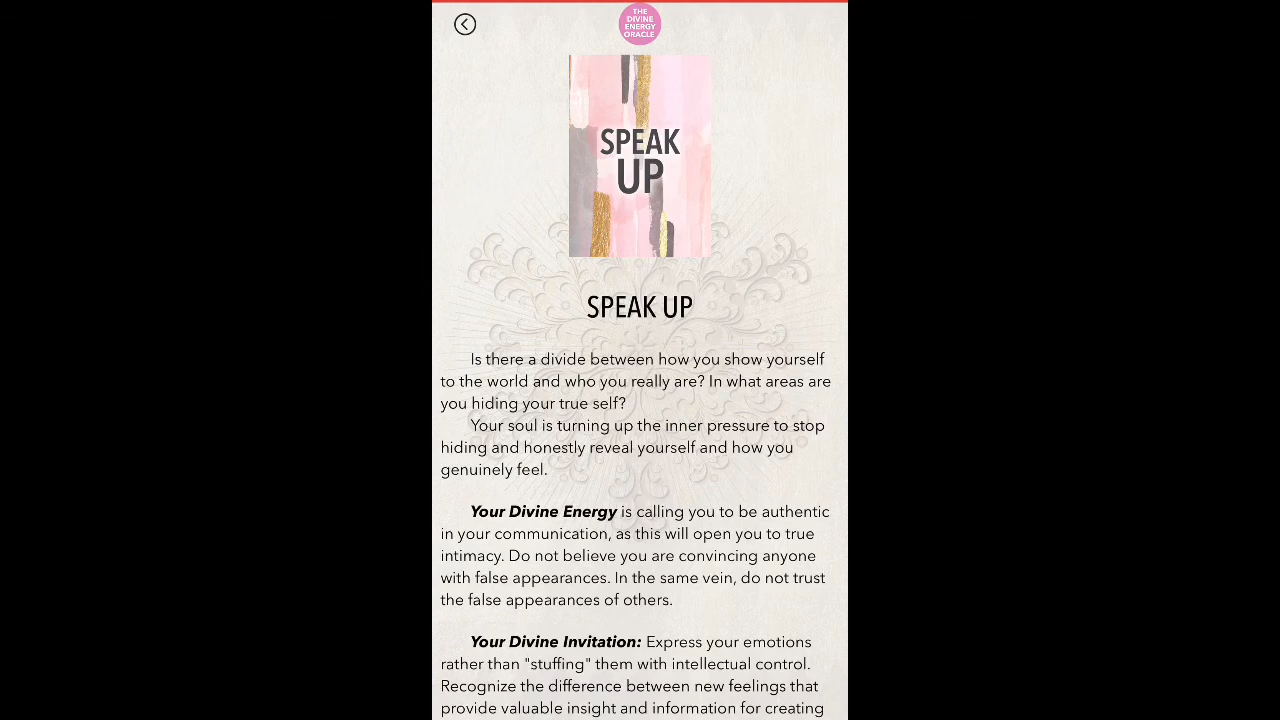 THE
DIVINE
ENERGY
ORACLE
SPEAK
UP
SPEAK UP
Is there a divide between how you show yourself
to the world and who you really are? In what areas are
you hiding your true self?
Your soul is turning up the inner pressure to stop
hiding and honestly reveal yourself and how you
genuinely feel.
Your Divine Energy is calling you to be authentic
in your communication, as this will open you to true
intimacy. Do not believe you are convincing anyone
with false appearances. In the same vein, do not trust
the false appearances of others.
Your Divine Invitation: Express your emotions
rather than "stuffing" them with intellectual control.
Recognize the difference between new feelings that
provide valuable insight and information for creating